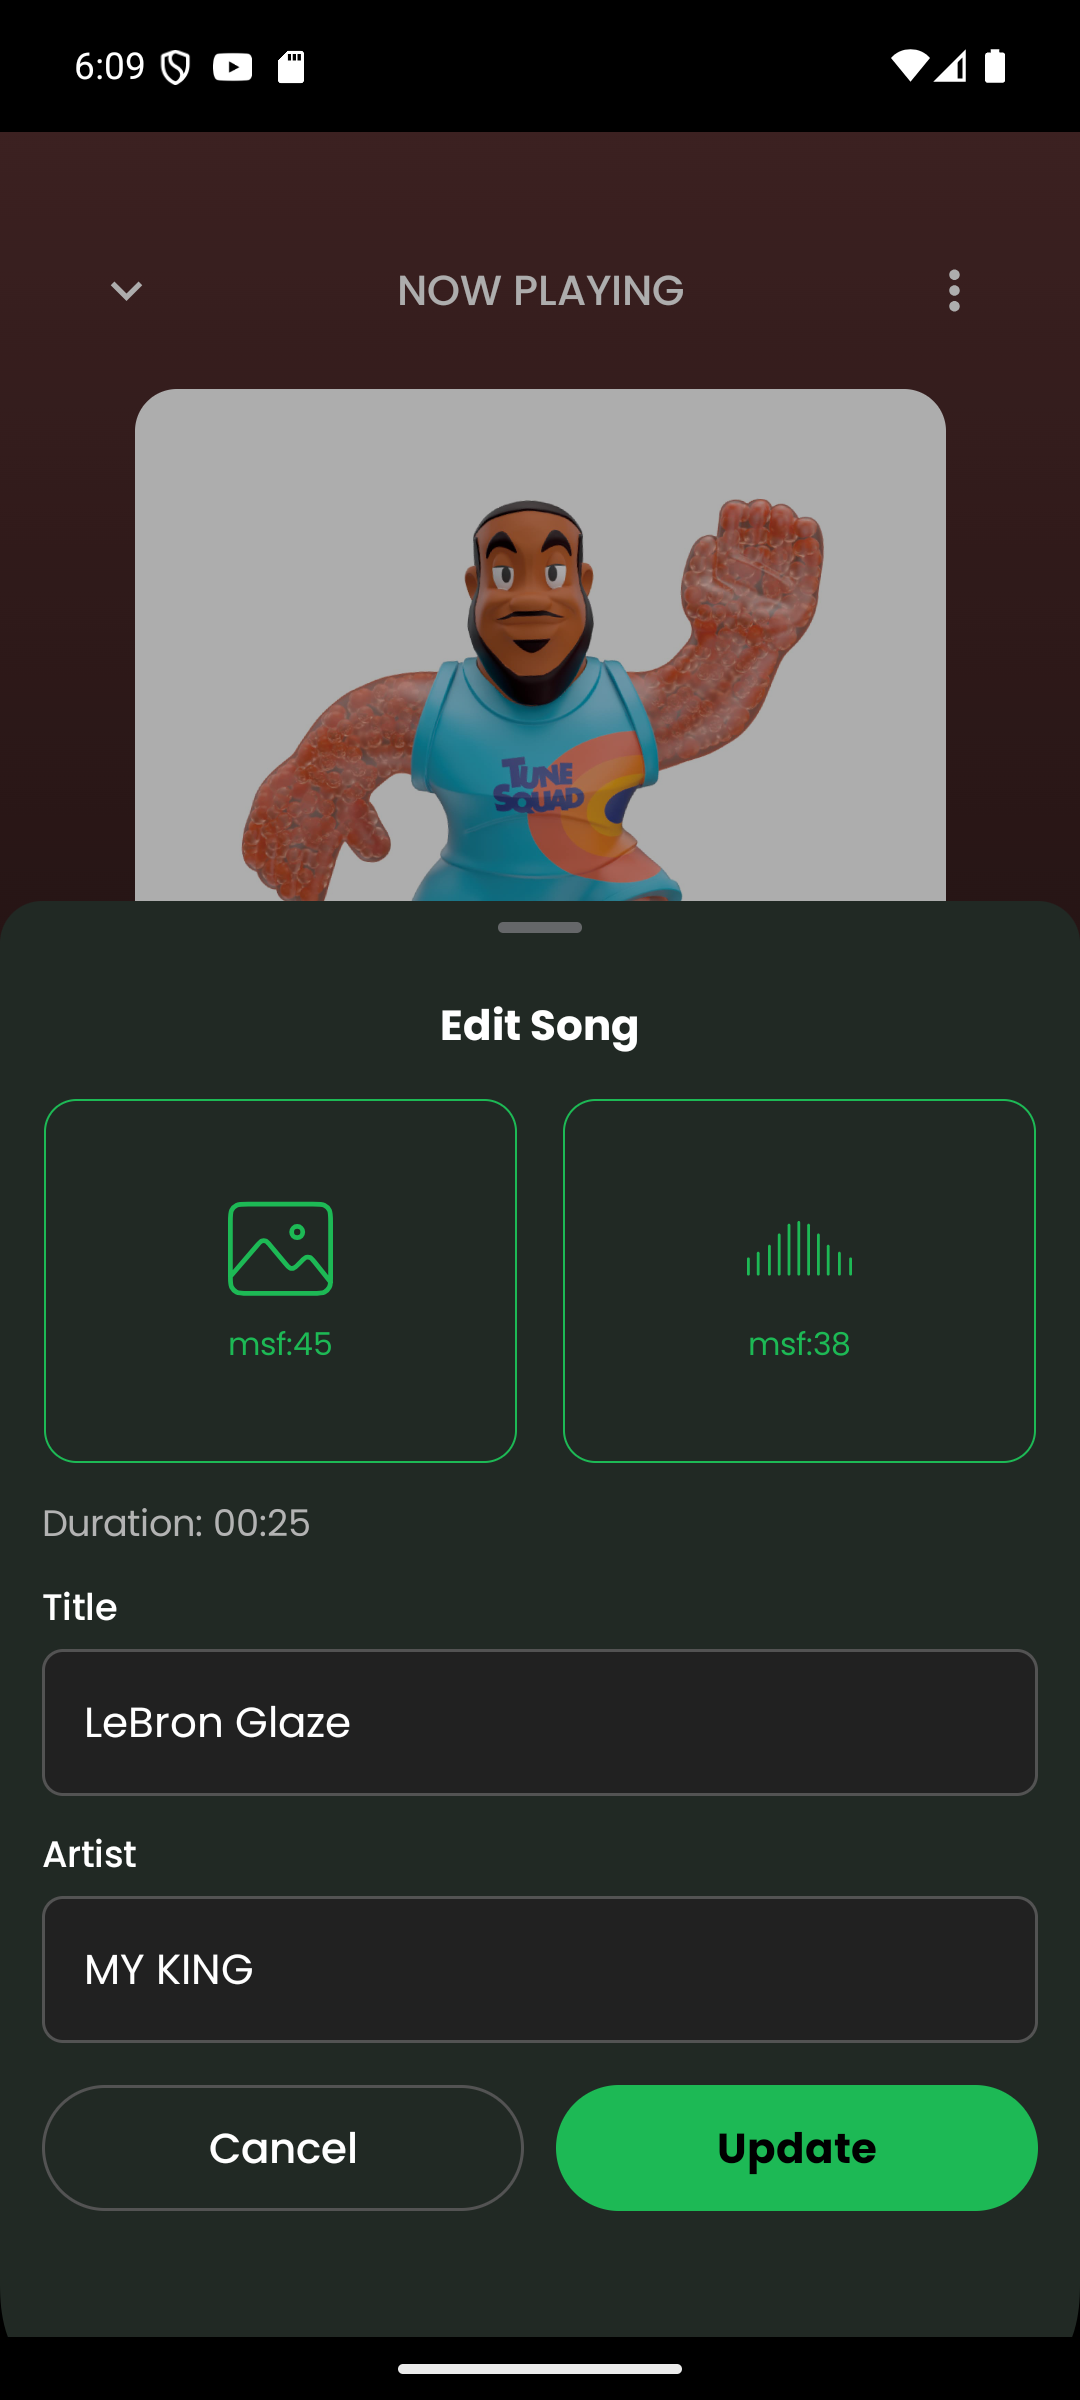 6:09
NOW PLAYING
TUNE
SQUAD
Edit Song
msf:45
msf:38
Duration: 00:25
Title
LeBron Glaze
Artist
MY KING
Cancel
Update